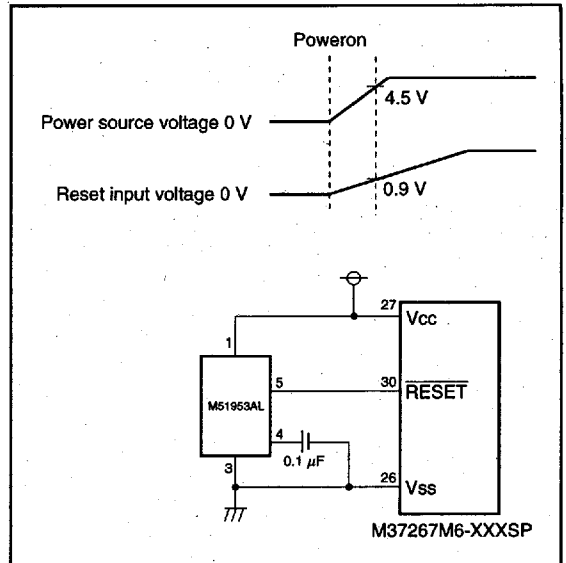 Poweron
4.5 V
Power source voltage 0 V
Reset input voltage 0 V
0.9 V
27
Vcc
1
5
30
RESET
M51953AL
4
0.1 μF
3
26
Vss
M37267M6-XXXSP